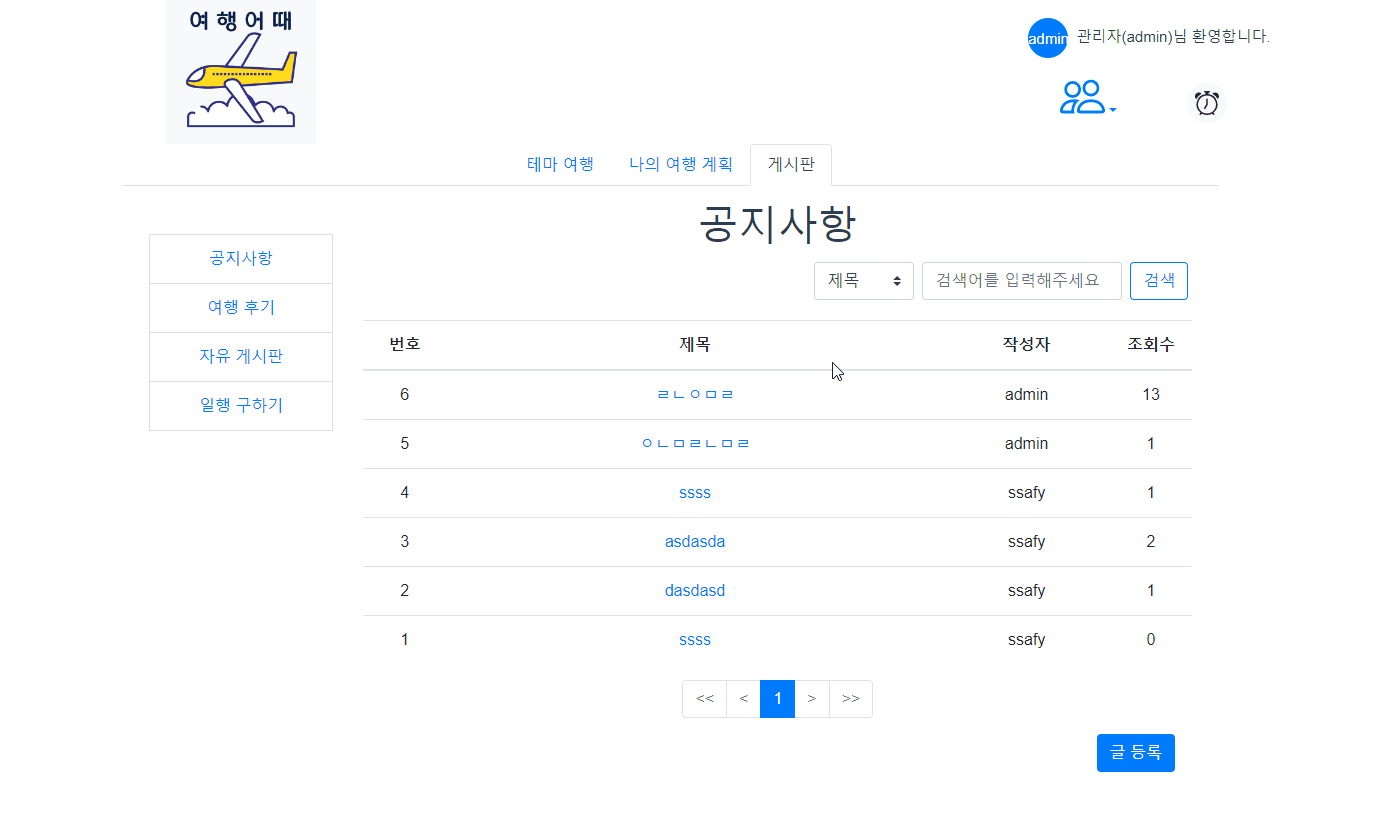 여행어때
admin 관리자(admin)님 환영합니다.
테마 여행 나의 여행 계획 게시판
공지사항
공지사항
여행 후기
자유 게시판
일행 구하기
제목 검색어를 입력해주세요 검색
번호 제목 작성자 조회수
6 ㄹㄴㅇㅁㄹ admin 13
5 ㅇㄴㅁㄹㄴㅁㄹ admin 1
4 ssss ssafy 1
3 asdasda ssafy 2
2 dasdasd ssafy 1
1 ssss ssafy 0
<< < 1 > >>
글 등록